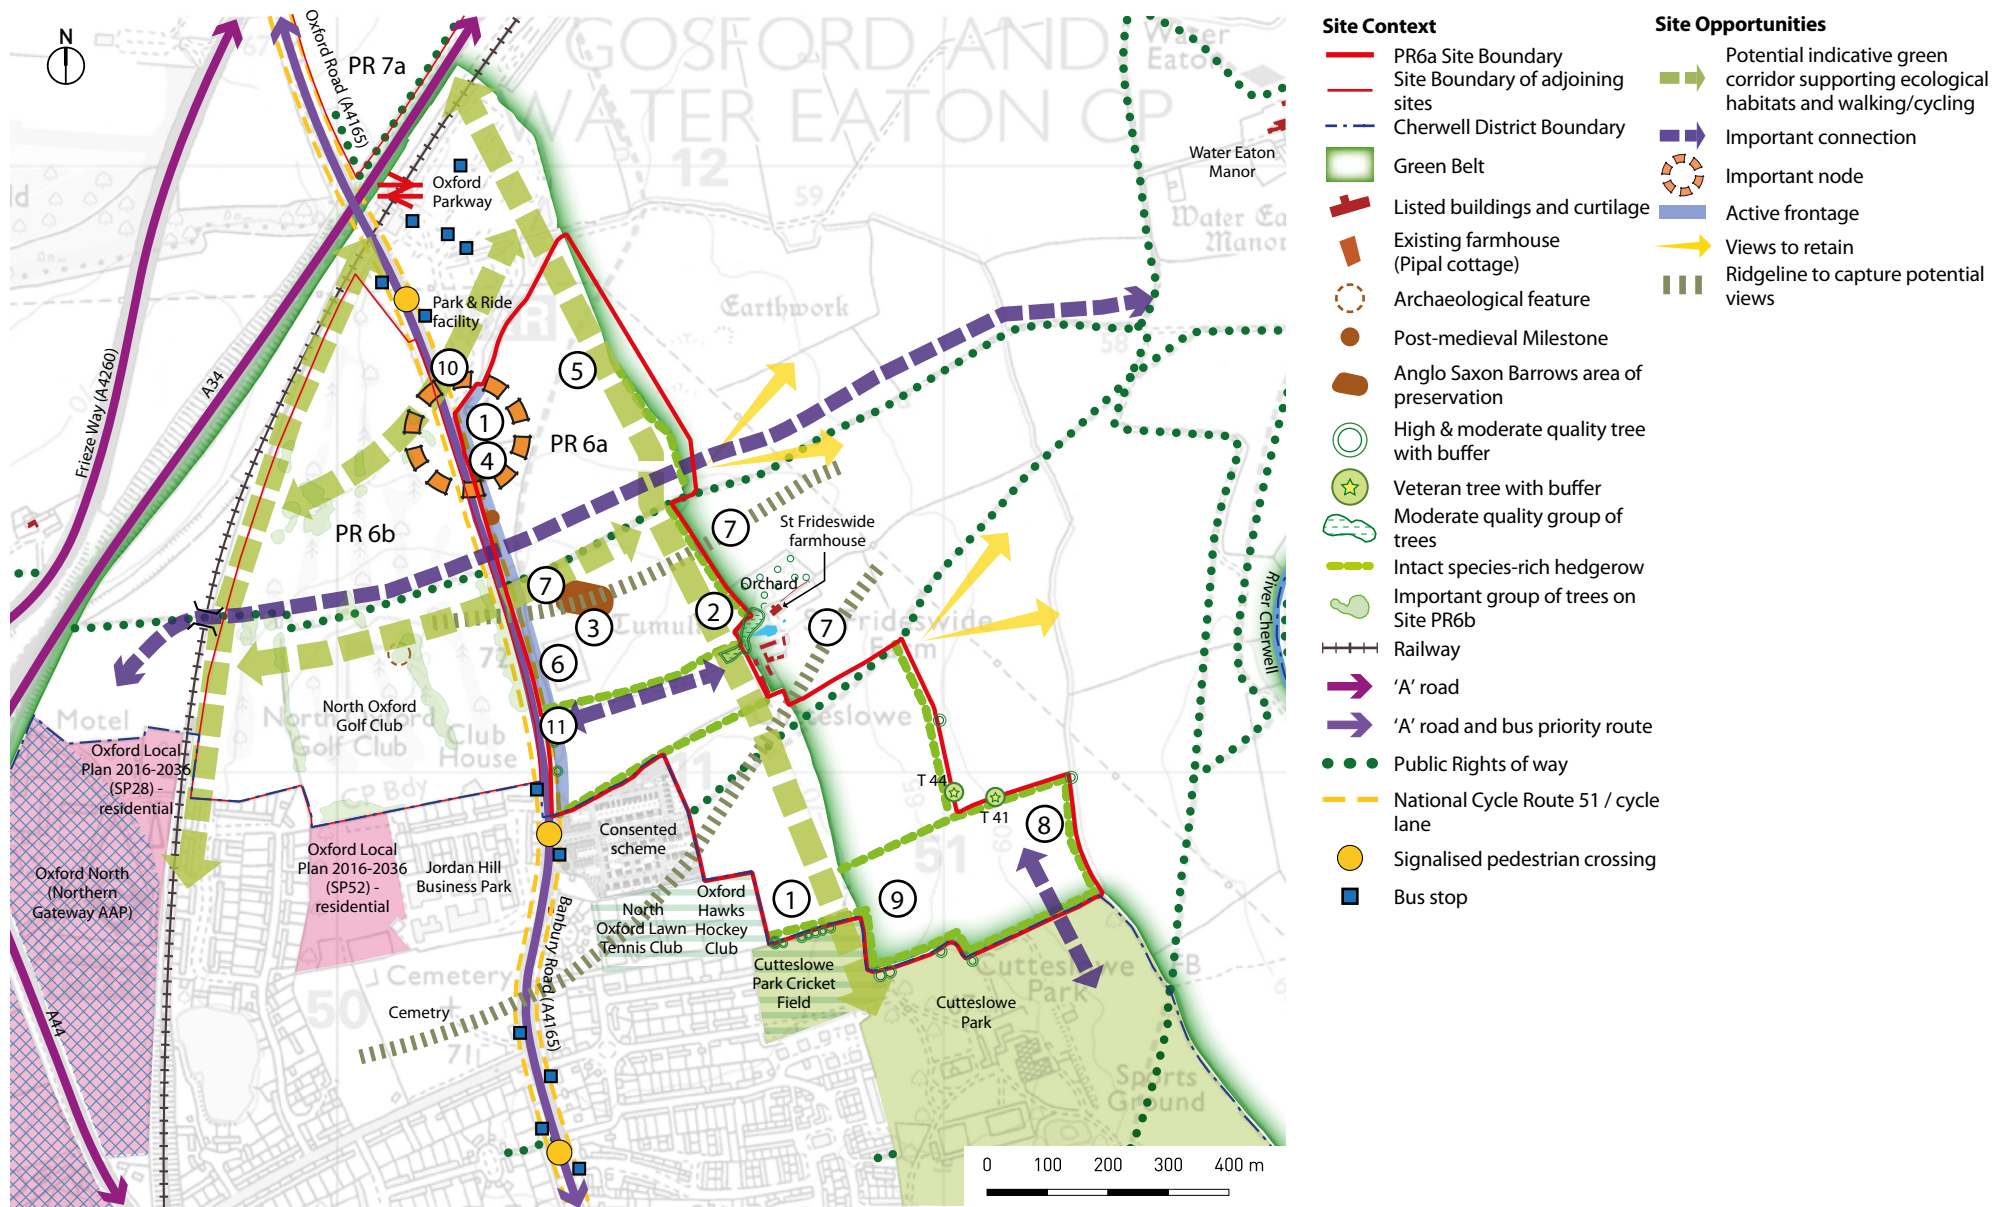 N
GOSFORD AND
WATER EATON CP
Oxford Road (A4165)
PR 7a
Water
Eaton
Water Eaton
Manor
12
59
67
Oxford
Parkway
Park & Ride
facility
Earthwork
58
Frieze Way (A4260)
A34
10
1
4
5
PR 6a
PR 6b
7
St Frideswide
farmhouse
Orchard
7
2
3
7
6
11
St Frideswide
Farm
Tumuli
72
River Cherwell
North Oxford
Golf Club
North Oxford
Golf Club
Club
House
Cutteslowe
Motel
Oxford Local
Plan 2016-2036
(SP28) -
residential
CP Bdy
T 44
T 41
8
51
Consented
scheme
Oxford Local
Plan 2016-2036
(SP52) -
residential
Jordan Hill
Business Park
Oxford North
(Northern
Gateway AAP)
1
9
Oxford
Hawks
Hockey
Club
North
Oxford Lawn
Tennis Club
Banbury Road (A4165)
Cutteslowe
Park Cricket
Field
Cutteslowe
Park
Cutteslowe
Park
FB
Cemetery
Cemetry
50
71
A44
Sports
Ground
0 100 200 300 400 m
Site Context
PR6a Site Boundary
Site Boundary of adjoining
sites
Cherwell District Boundary
Green Belt
Listed buildings and curtilage
Existing farmhouse
(Pipal cottage)
Archaeological feature
Post-medieval Milestone
Anglo Saxon Barrows area of
preservation
High & moderate quality tree
with buffer
Veteran tree with buffer
Moderate quality group of
trees
Intact species-rich hedgerow
Important group of trees on
Site PR6b
Railway
‘A’ road
‘A’ road and bus priority route
Public Rights of way
National Cycle Route 51 / cycle
lane
Signalised pedestrian crossing
Bus stop
Site Opportunities
Potential indicative green
corridor supporting ecological
habitats and walking/cycling
Important connection
Important node
Active frontage
Views to retain
Ridgeline to capture potential
views